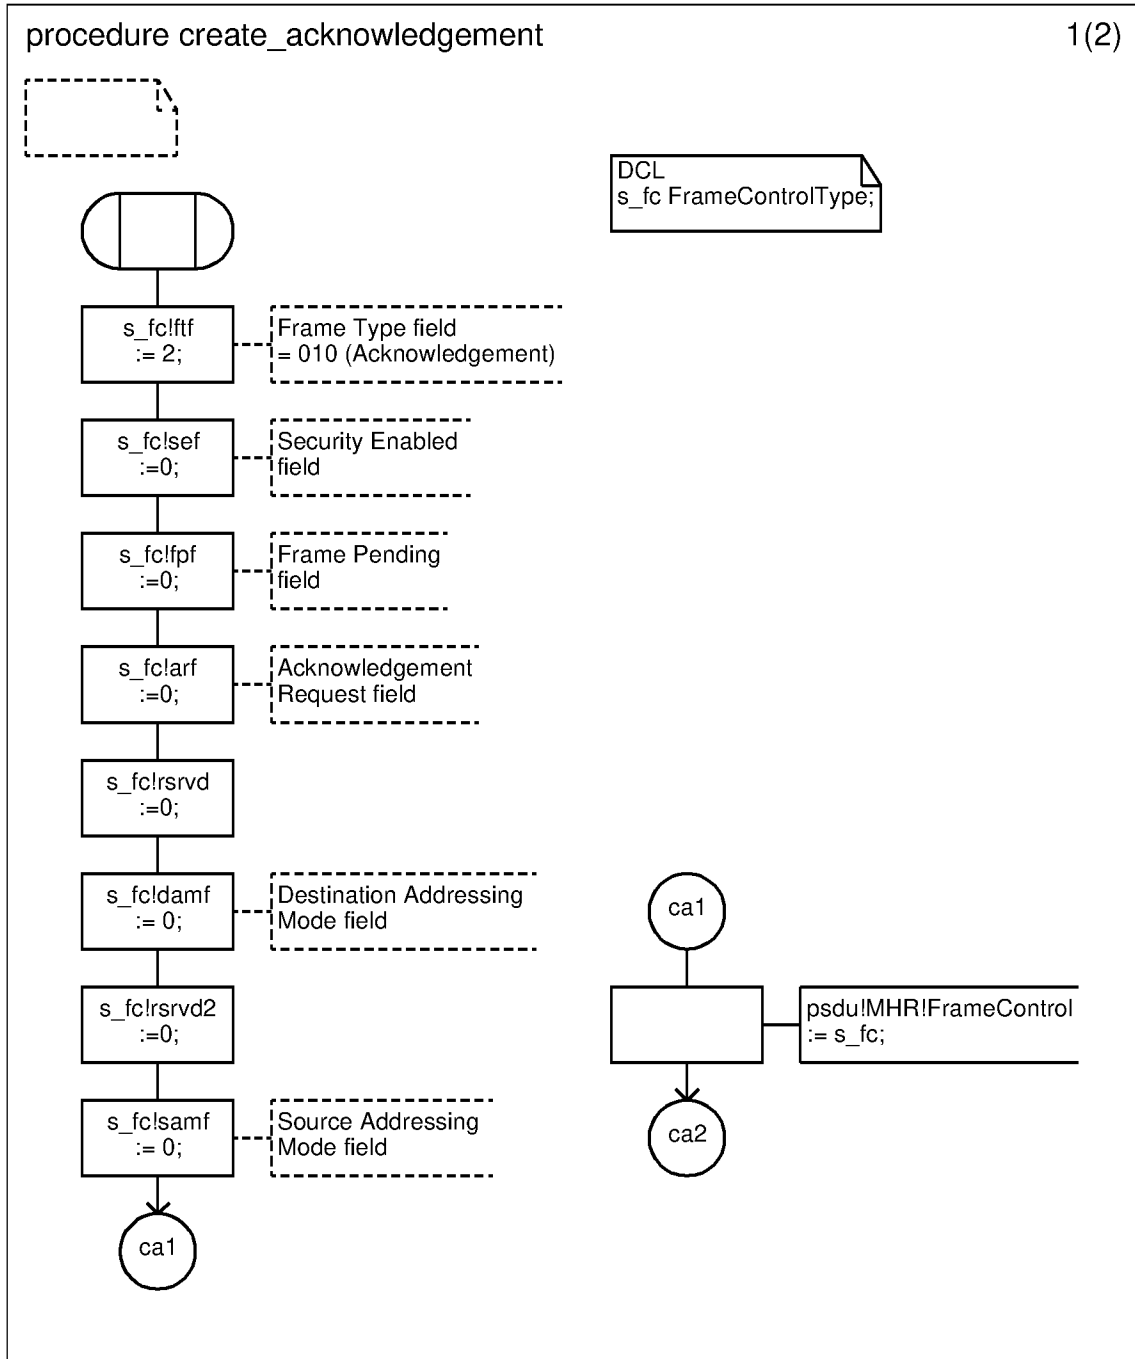 procedure create_acknowledgement
1(2)
DCL
s_fc FrameControlType;
s_fc!ftf
:= 2;
Frame Type field
= 010 (Acknowledgement)
s_fc!sef
:=0;
Security Enabled
field
s_fc!fpf
:=0;
Frame Pending
field
s_fc!arf
:=0;
Acknowledgement
Request field
s_fc!rsrvd
:=0;
s_fc!damf
:= 0;
Destination Addressing
Mode field
s_fc!rsrvd2
:=0;
s_fc!samf
:= 0;
Source Addressing
Mode field
ca1
ca1
psdu!MHR!FrameControl
:= s_fc;
ca2